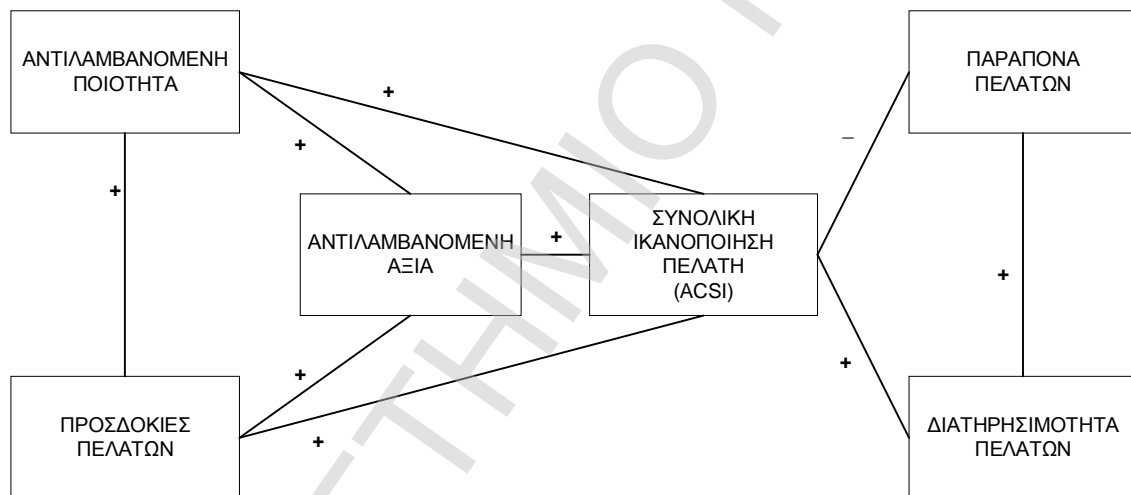 ΑΝΤΙΛΑΜΒΑΝΟΜΕΝΗ
ΠΟΙΟΤΗΤΑ
+
+
+
ΑΝΤΙΛΑΜΒΑΝΟΜΕΝΗ
ΑΞΙΑ
+
ΣΥΝΟΛΙΚΗ
ΙΚΑΝΟΠΟΙΗΣΗ
ΠΕΛΑΤΗ
(ACSI)
ΠΡΟΣΔΟΚΙΕΣ
ΠΕΛΑΤΩΝ
+
+
ΠΑΡΑΠΟΝΑ
ΠΕΛΑΤΩΝ
–
+
+
ΔΙΑΤΗΡΗΣΙΜΟΤΗΤΑ
ΠΕΛΑΤΩΝ